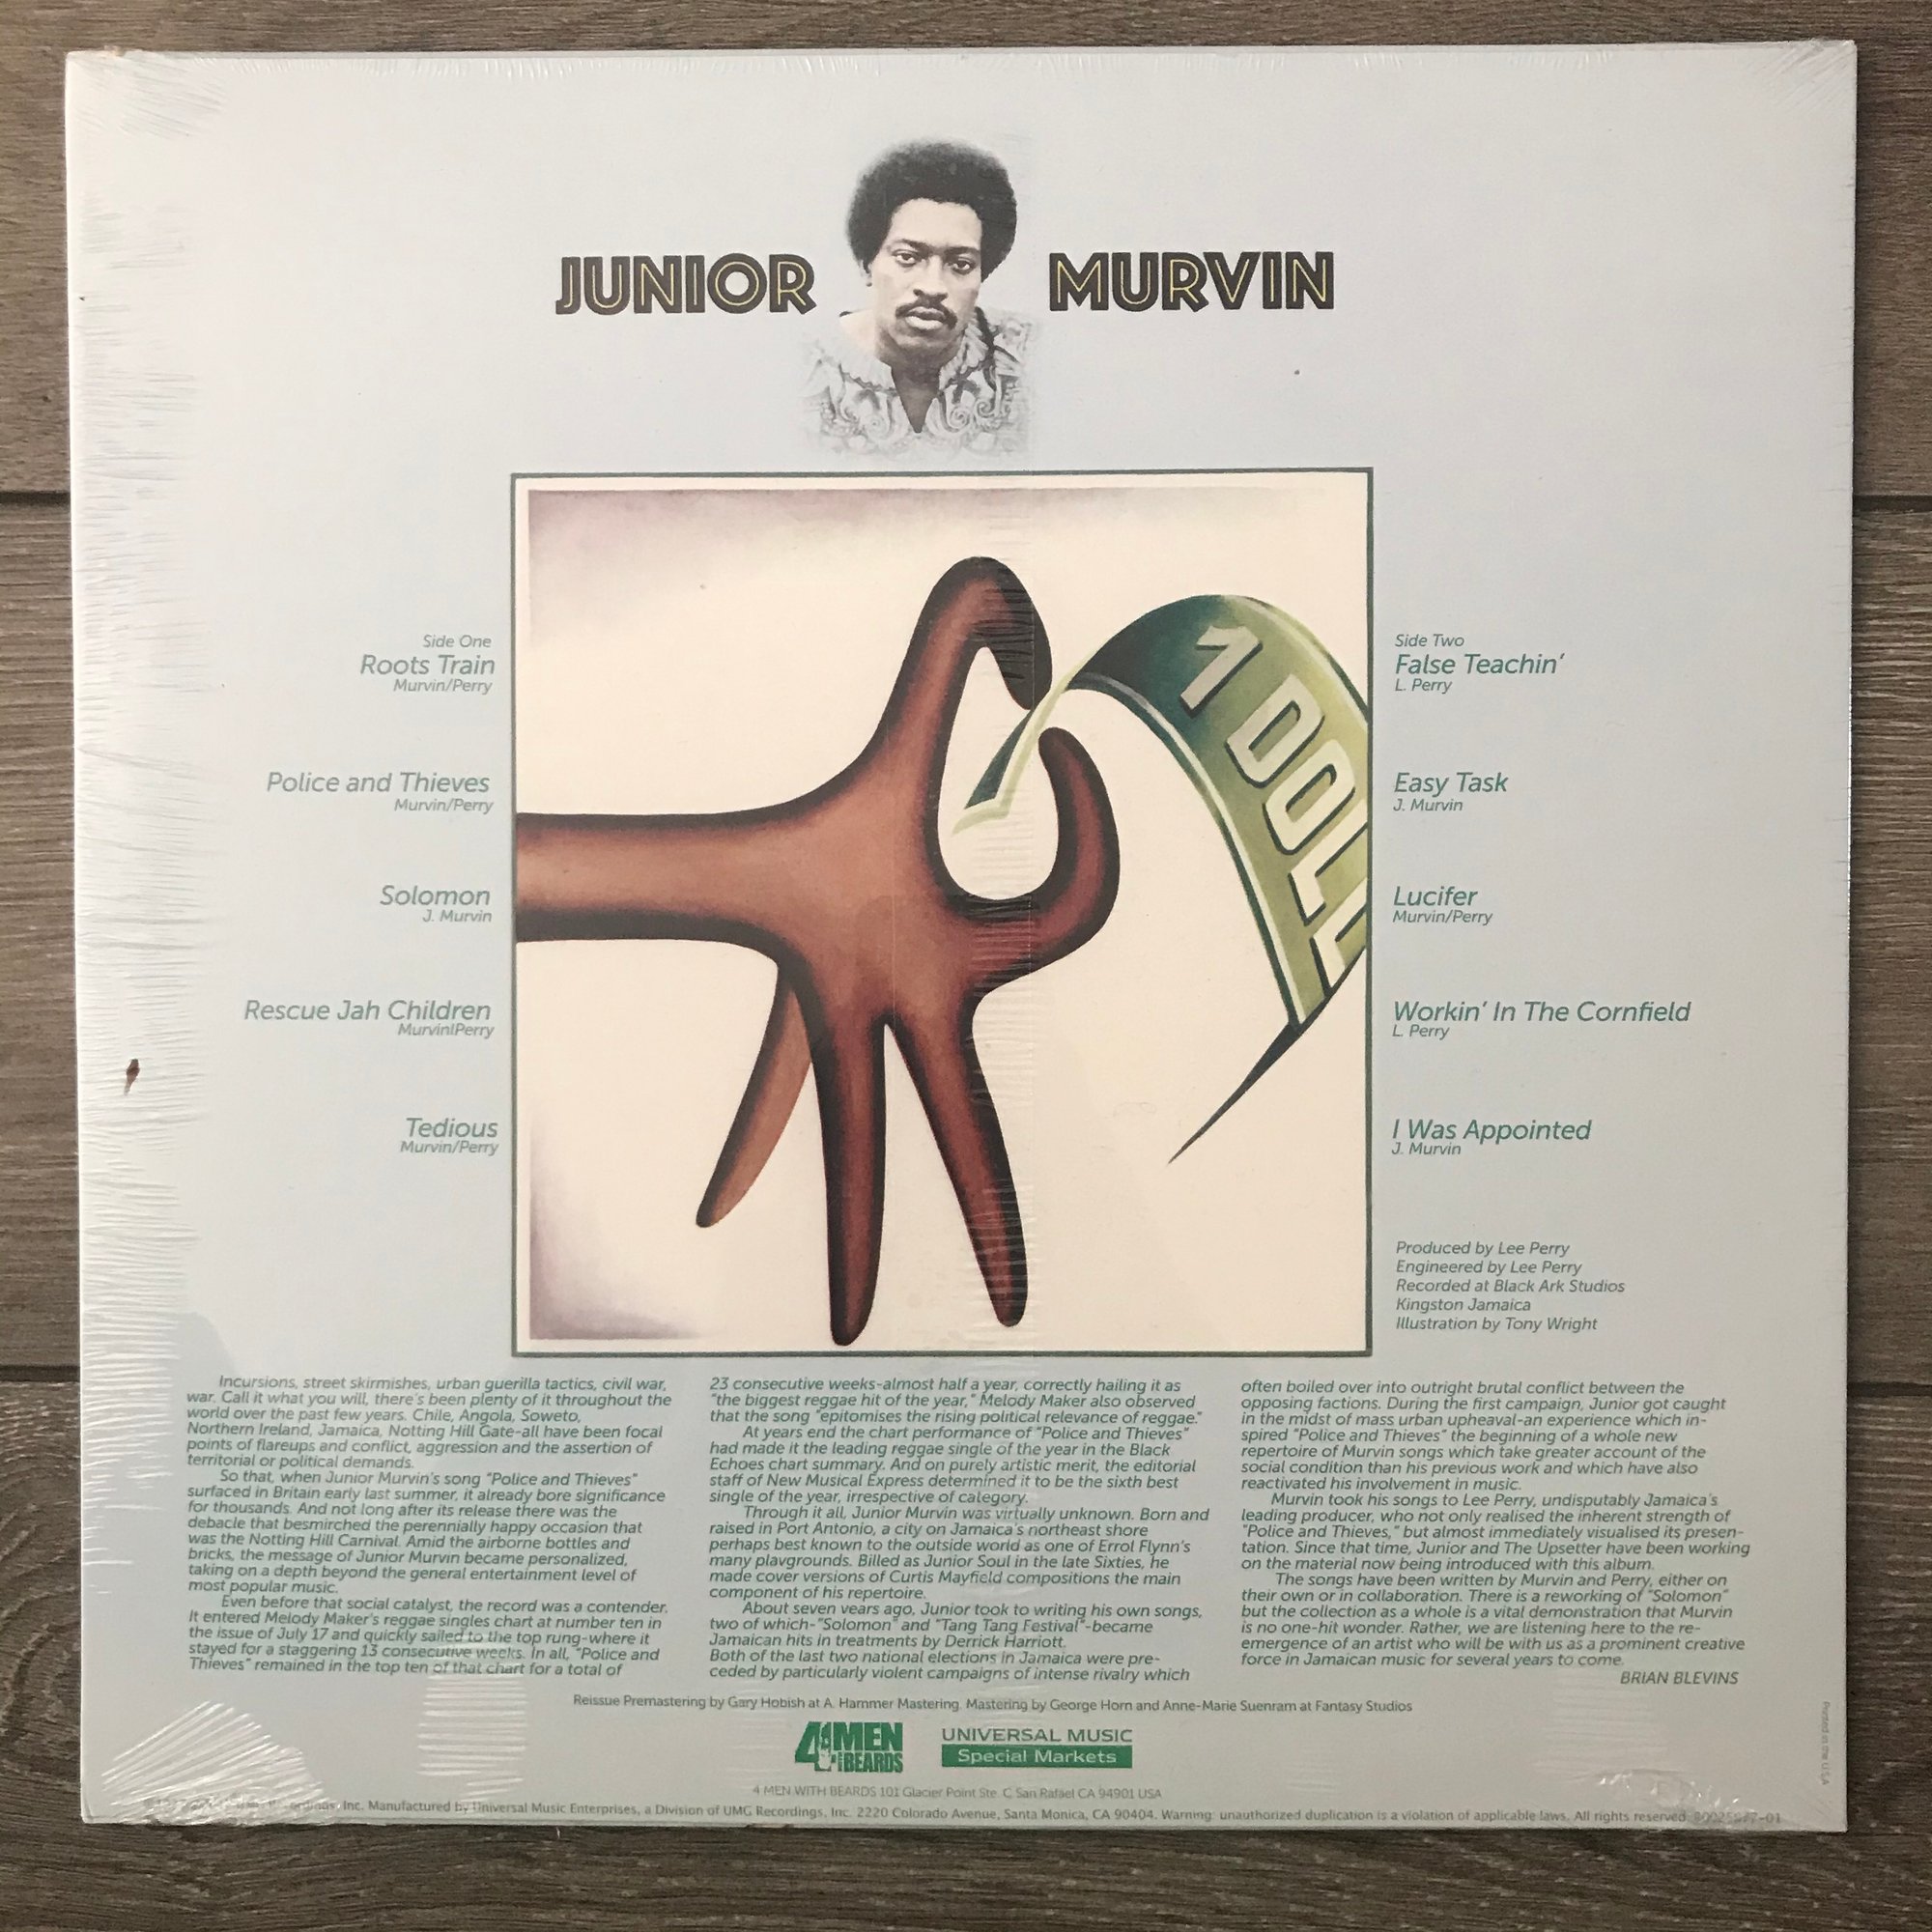 JUNIOR MURVIN
1 DOLL
Side One
Roots Train
Murvin/Perry
Police and Thieves
Murvin/Perry
Solomon
J. Murvin
Rescue Jah Children
Murvin|Perry
Tedious
Murvin/Perry
Side Two
False Teachin'
L. Perry
Easy Task
J. Murvin
Lucifer
Murvin/Perry
Workin' In The Cornfield
L. Perry
I Was Appointed
J. Murvin
Produced by Lee Perry
Engineered by Lee Perry
Recorded at Black Ark Studios
Kingston Jamaica
Illustration by Tony Wright
Incursions, street skirmishes, urban guerilla tactics, civil war,
war. Call it what you will, there's been plenty of it throughout the
world over the past few years. Chile, Angola, Soweto,
Northern Ireland, Jamaica, Notting Hill Gate-all have been focal
points of flareups and conflict, aggression and the assertion of
territorial or political demands.
So that, when Junior Murvin's song "Police and Thieves"
surfaced in Britain early last summer, it already bore significance
for thousands. And not long after its release there was the
debacle that besmirched the perennially happy occasion that
was the Notting Hill Carnival. Amid the airborne bottles and
bricks, the message of Junior Murvin became personalized,
taking on a depth beyond the general entertainment level of
most popular music.
Even before that social catalyst, the record was a contender.
It entered Melody Maker's reggae singles chart at number ten in
the issue of July 17 and quickly sailed to the top rung-where it
stayed for a staggering 13 consecutive weeks. In all, "Police and
Thieves" remained in the top ten of that chart for a total of
23 consecutive weeks-almost half a year, correctly hailing it as
"the biggest reggae hit of the year," Melody Maker also observed
that the song "epitomises the rising political relevance of reggae."
At years end the chart performance of "Police and Thieves"
had made it the leading reggae single of the year in the Black
Echoes chart summary. And on purely artistic merit, the editorial
staff of New Musical Express determined it to be the sixth best
single of the year, irrespective of category.
Through it all, Junior Murvin was virtually unknown. Born and
raised in Port Antonio, a city on Jamaica's northeast shore
perhaps best known to the outside world as one of Errol Flynn's
many playgrounds. Billed as Junior Soul in the late Sixties, he
made cover versions of Curtis Mayfield compositions the main
component of his repertoire.
About seven years ago, Junior took to writing his own songs,
two of which-"Solomon" and "Tang Tang Festival"-became
Jamaican hits in treatments by Derrick Harriott.
Both of the last two national elections in Jamaica were pre-
ceded by particularly violent campaigns of intense rivalry which
often boiled over into outright brutal conflict between the
opposing factions. During the first campaign, Junior got caught
in the midst of mass urban upheaval-an experience which in-
spired "Police and Thieves" the beginning of a whole new
repertoire of Murvin songs which take greater account of the
social condition than his previous work and which have also
reactivated his involvement in music.
Murvin took his songs to Lee Perry, undisputably Jamaica's
leading producer, who not only realised the inherent strength of
"Police and Thieves," but almost immediately visualised its presen-
tation. Since that time, Junior and The Upsetter have been working
on the material now being introduced with this album.
The songs have been written by Murvin and Perry, either on
their own or in collaboration. There is a reworking of "Solomon"
but the collection as a whole is a vital demonstration that Murvin
is no one-hit wonder. Rather, we are listening here to the re-
emergence of an artist who will be with us as a prominent creative
force in Jamaican music for several years to come.
BRIAN BLEVINS
Reissue Premastering by Gary Hobish at A. Hammer Mastering. Mastering by George Horn and Anne-Marie Suenram at Fantasy Studios
4 MEN WITH BEARDS
UNIVERSAL MUSIC
Special Markets
4 MEN WITH BEARDS 101 Glacier Point Ste. C San Rafael CA 94901 USA
Inc. Manufactured by Universal Music Enterprises, a Division of UMG Recordings, Inc. 2220 Colorado Avenue, Santa Monica, CA 90404. Warning: unauthorized duplication is a violation of applicable laws. All rights reserved.
Printed in the USA